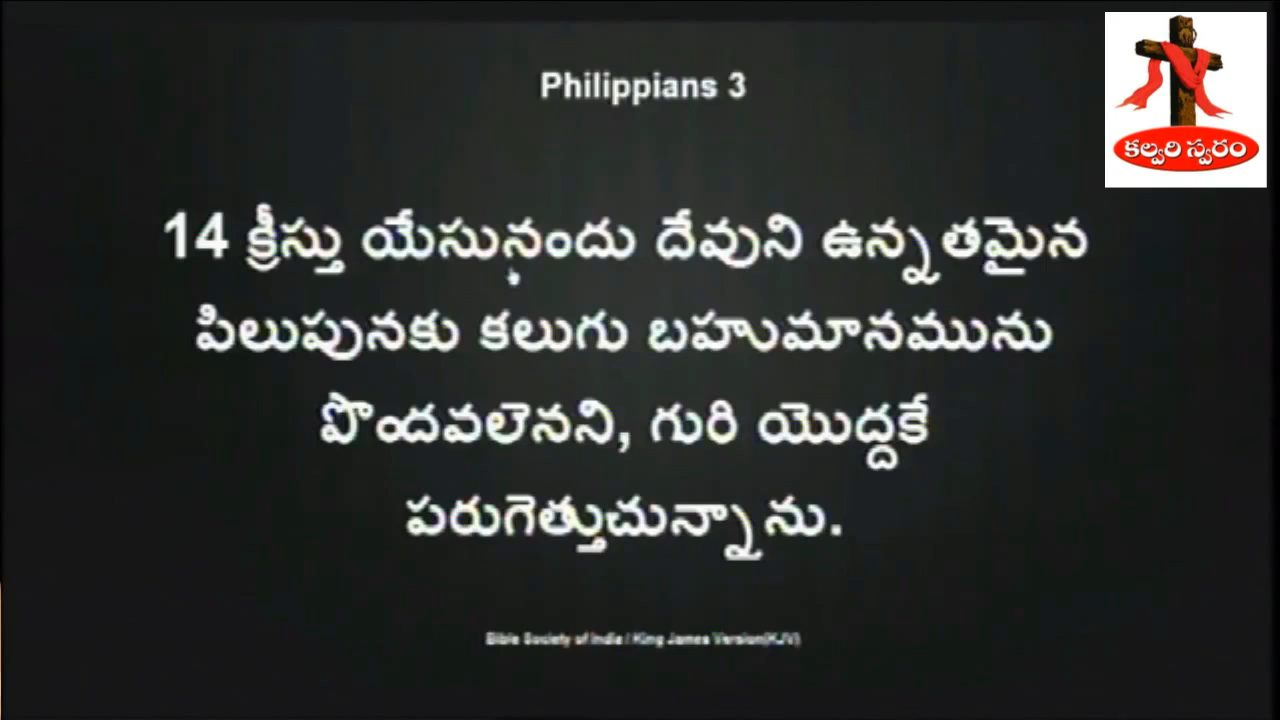 Philippians 3
కల్వరి స్వరం
14 క్రీస్తు యేసునందు దేవుని ఉన్నతమైన
పిలుపునకు కలుగు బహుమానమును
పొందవలెనని, గురి యొద్దకే
పరుగెత్తుచున్నాను.
Bible Society of India / King James Version(KJV)